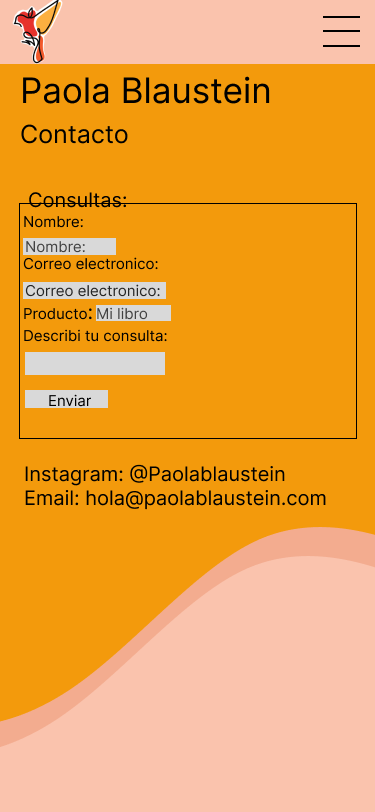 Paola Blaustein
Contacto
Consultas:
Nombre:
Nombre:
Correo electronico:
Correo electronico:
Producto: Mi libro
Describi tu consulta:
Enviar
Instagram: @Paolablaustein
Email: hola@paolablaustein.com